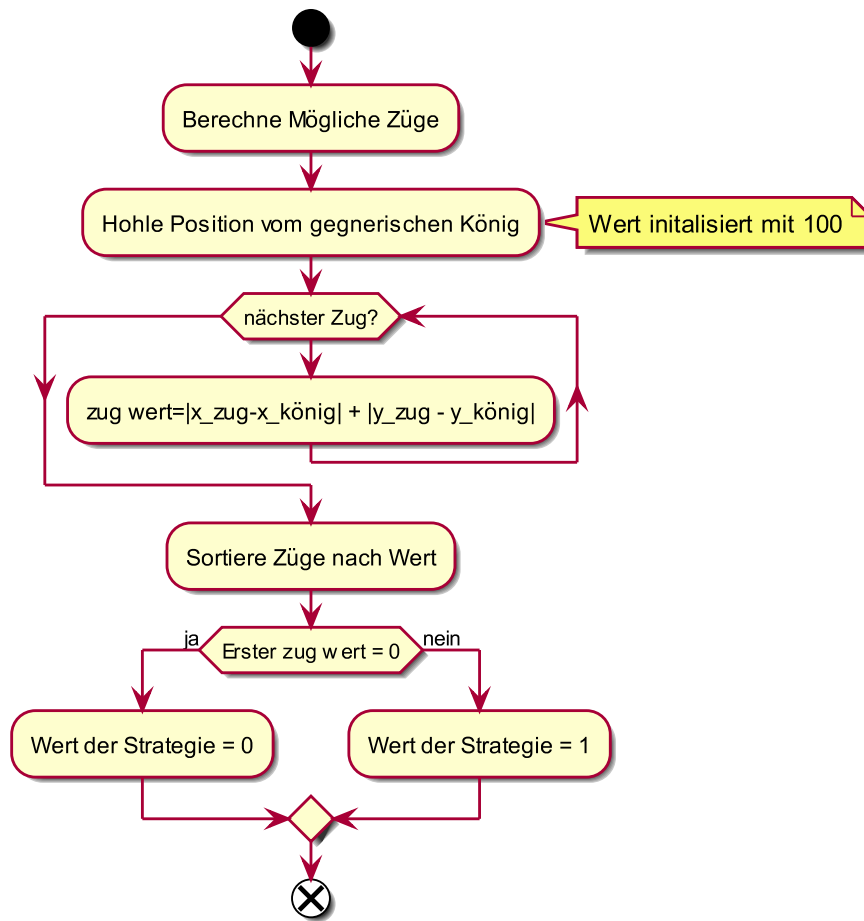 Berechne Mögliche Züge
Hohle Position vom gegnerischen König
Wert initalisiert mit 100
nächster Zug?
zug wert=|x_zug-x_könig| + |y_zug - y_könig|
Sortiere Züge nach Wert
ja
Erster zug wert = 0
nein
Wert der Strategie = 0
Wert der Strategie = 1